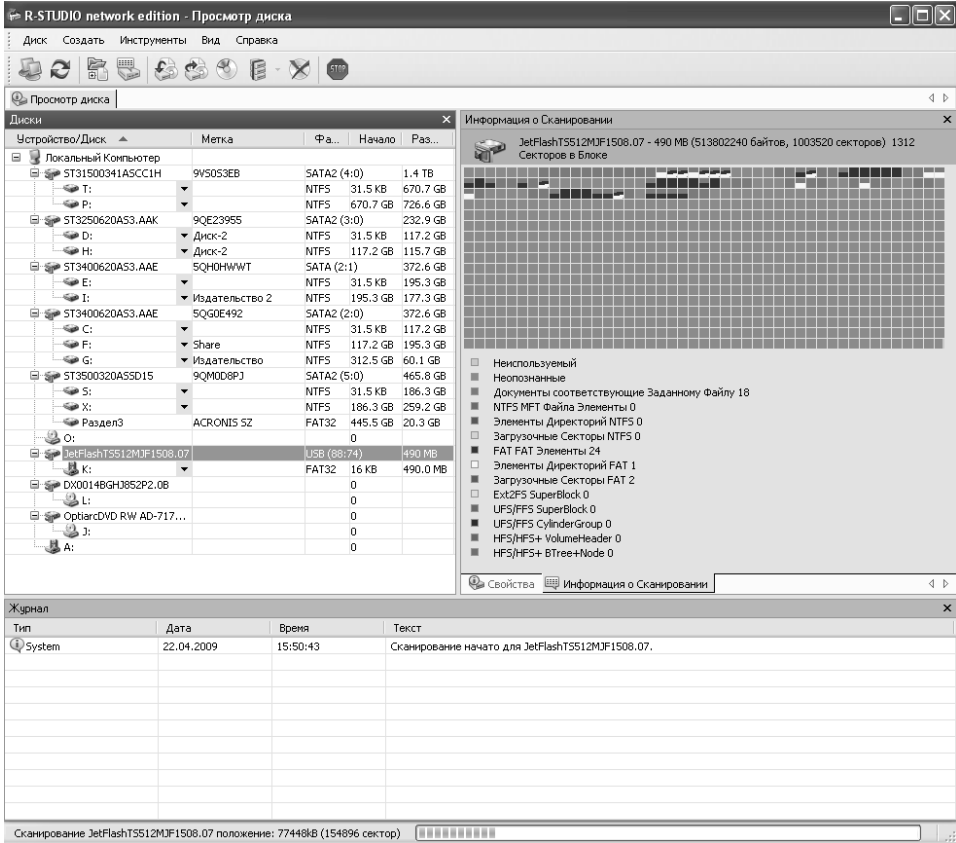 R-STUDIO network edition - Просмотр диска
Диск Создать Инструменты Вид Справка
STOP
Просмотр диска
Диски
Устройство/Диск Метка Фа... Начало Раз...
Локальный Компьютер
ST31500341ASCC1H 9VS0S3EB SATA2 (4:0) 1.4 TB
T: NTFS 31.5 KB 670.7 GB
P: NTFS 670.7 GB 726.6 GB
ST3250620AS3.AAK 9QE23955 SATA2 (3:0) 232.9 GB
D: Диск-2 NTFS 31.5 KB 117.2 GB
H: Диск-2 NTFS 117.2 GB 115.7 GB
ST3400620AS3.AAE 5QH0HWWT SATA (2:1) 372.6 GB
E: NTFS 31.5 KB 195.3 GB
I: Издательство 2 NTFS 195.3 GB 177.3 GB
ST3400620AS3.AAE 5QG0E492 SATA2 (2:0) 372.6 GB
C: NTFS 31.5 KB 117.2 GB
F: Share NTFS 117.2 GB 195.3 GB
G: Издательство NTFS 312.5 GB 60.1 GB
ST3500320ASSD15 9QM0D8PJ SATA2 (5:0) 465.8 GB
S: NTFS 31.5 KB 186.3 GB
X: NTFS 186.3 GB 259.2 GB
Раздел3 ACRONIS SZ FAT32 445.5 GB 20.3 GB
O: 0
JetFlashTS512MJF1508.07 USB (88:74) 490 MB
K: FAT32 16 KB 490.0 MB
DX0014BGHJ852P2.0B 0
L: 0
OptiarcDVD RW AD-717... 0
J: 0
A: 0
Информация о Сканировании
JetFlashTS512MJF1508.07 - 490 MB (513802240 байтов, 1003520 секторов) 1312
Секторов в Блоке
Неиспользуемый
Неопознанные
Документы соответствующие Заданному Файлу 18
NTFS MFT Файла Элементы 0
Элементы Директорий NTFS 0
Загрузочные Секторы NTFS 0
FAT FAT Элементы 24
Элементы Директорий FAT 1
Загрузочные Секторы FAT 2
Ext2FS SuperBlock 0
UFS/FFS SuperBlock 0
UFS/FFS CylinderGroup 0
HFS/HFS+ VolumeHeader 0
HFS/HFS+ BTree+Node 0
Свойства Информация о Сканировании
Журнал
Тип Дата Время Текст
System 22.04.2009 15:50:43 Сканирование начато для JetFlashTS512MJF1508.07.
Сканирование JetFlashTS512MJF1508.07 положение: 77448kB (154896 сектор)